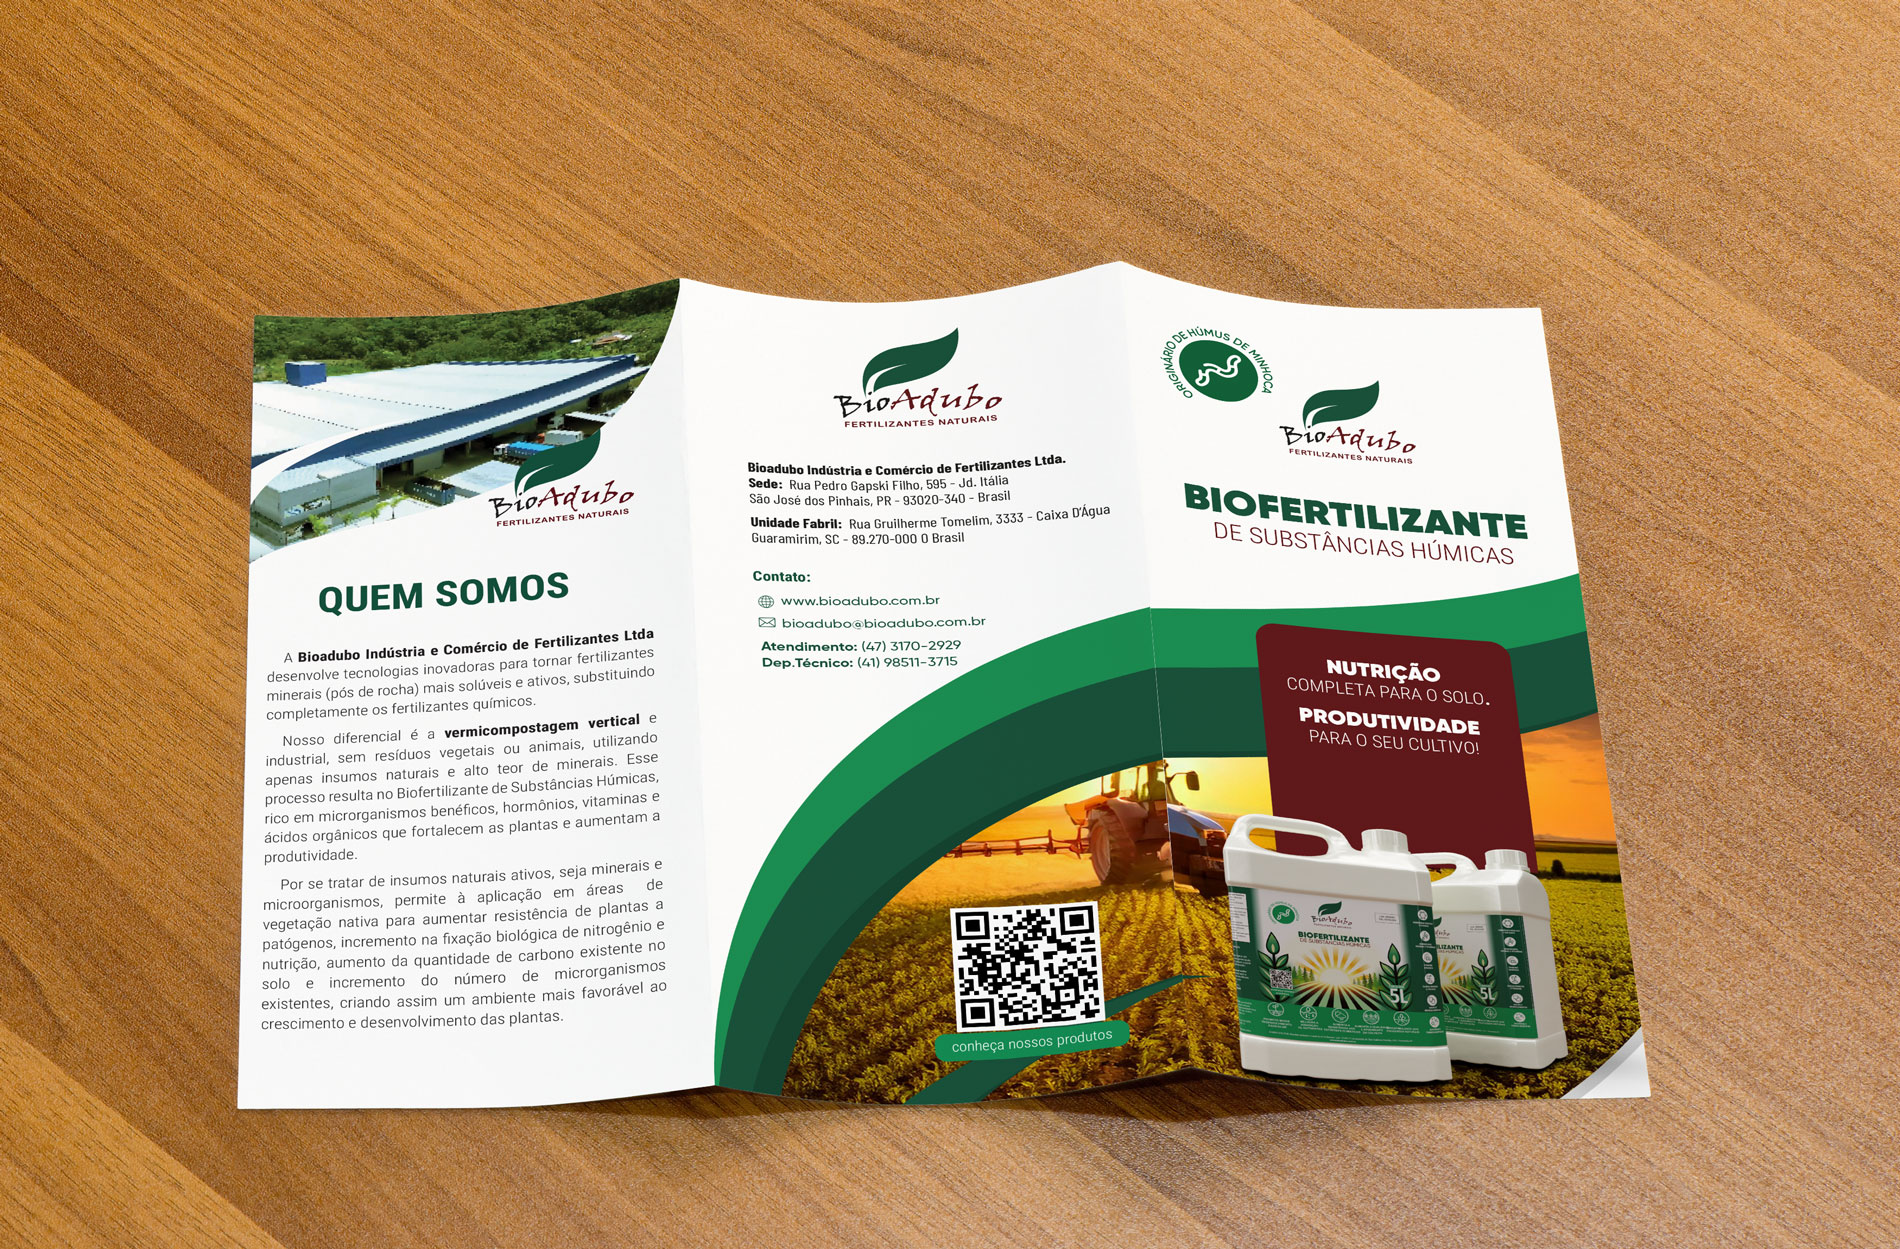 BioAdubo
FERTILIZANTES NATURAIS
QUEM SOMOS
A Bioadubo Indústria e Comércio de Fertilizantes Ltda
desenvolve tecnologias inovadoras para tornar fertilizantes
minerais (pós de rocha) mais solúveis e ativos, substituindo
completamente os fertilizantes químicos.
Nosso diferencial é a vermicompostagem vertical e
industrial, sem resíduos vegetais ou animais, utilizando
apenas insumos naturais e alto teor de minerais. Esse
processo resulta no Biofertilizante de Substâncias Húmicas,
rico em microrganismos benéficos, hormônios, vitaminas e
ácidos orgânicos que fortalecem as plantas e aumentam a
produtividade.
Por se tratar de insumos naturais ativos, seja minerais e
microorganismos, permite à aplicação em áreas de
vegetação nativa para aumentar resistência de plantas a
patógenos, incremento na fixação biológica de nitrogênio e
nutrição, aumento da quantidade de carbono existente no
solo e incremento do número de microrganismos
existentes, criando assim um ambiente mais favorável ao
crescimento e desenvolvimento das plantas.
BioAdubo
FERTILIZANTES NATURAIS
Bioadubo Indústria e Comércio de Fertilizantes Ltda.
Sede: Rua Pedro Gapski Filho, 595 - Jd. Itália
São José dos Pinhais, PR - 93020-340 - Brasil
Unidade Fabril: Rua Gruilherme Tomelim, 3333 - Caixa D'Água
Guaramirim, SC - 89.270-000 0 Brasil
Contato:
www.bioadubo.com.br
bioadubo@bioadubo.com.br
Atendimento: (47) 3170-2929
Dep.Técnico: (41) 98511-3715
conheça nossos produtos
ORIGINÁRIO DE HÚMUS DE MINHOCA
BioAdubo
FERTILIZANTES NATURAIS
BIOFERTILIZANTE
DE SUBSTÂNCIAS HÚMICAS
NUTRIÇÃO
COMPLETA PARA O SOLO.
PRODUTIVIDADE
PARA O SEU CULTIVO!
BioAdubo
BIOFERTILIZANTE
DE SUBSTÂNCIAS HÚMICAS
5L
5L